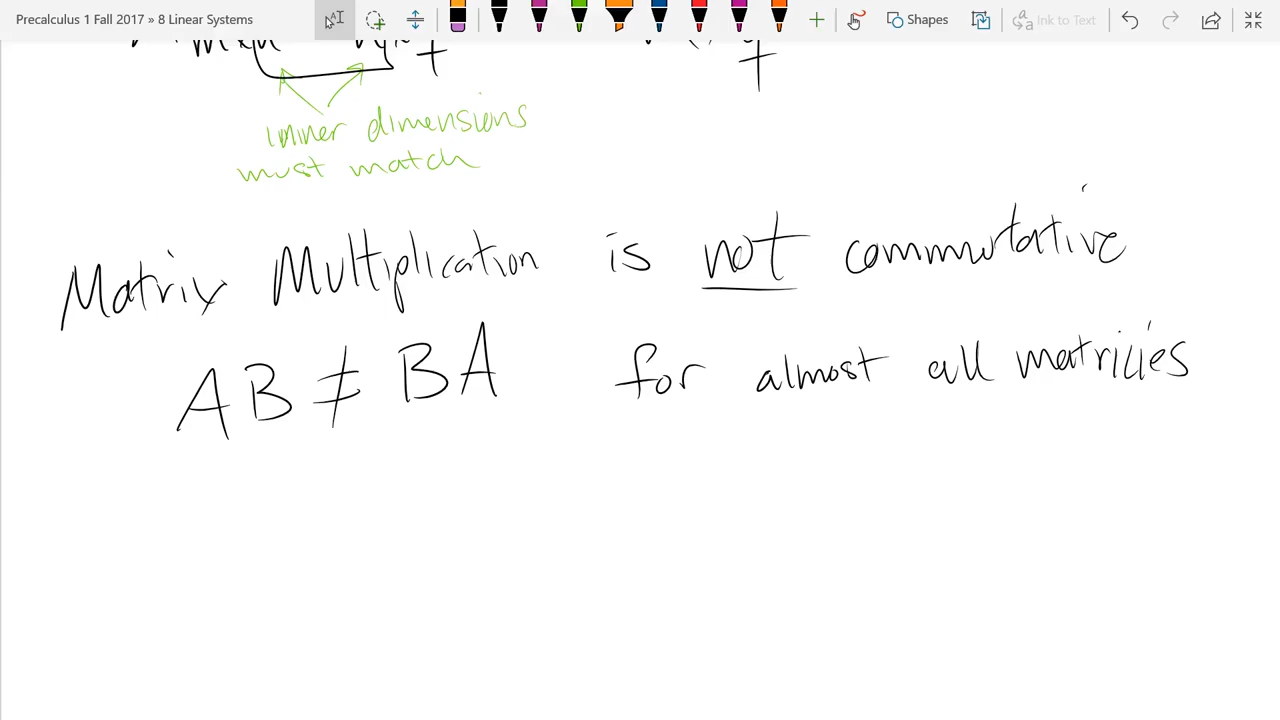 Precalculus 1 Fall 2017 » 8 Linear Systems
Shapes
Ink to Text
inner dimensions
must match
Matrix Multiplication is not commutative
AB ≠ BA for almost all matricies